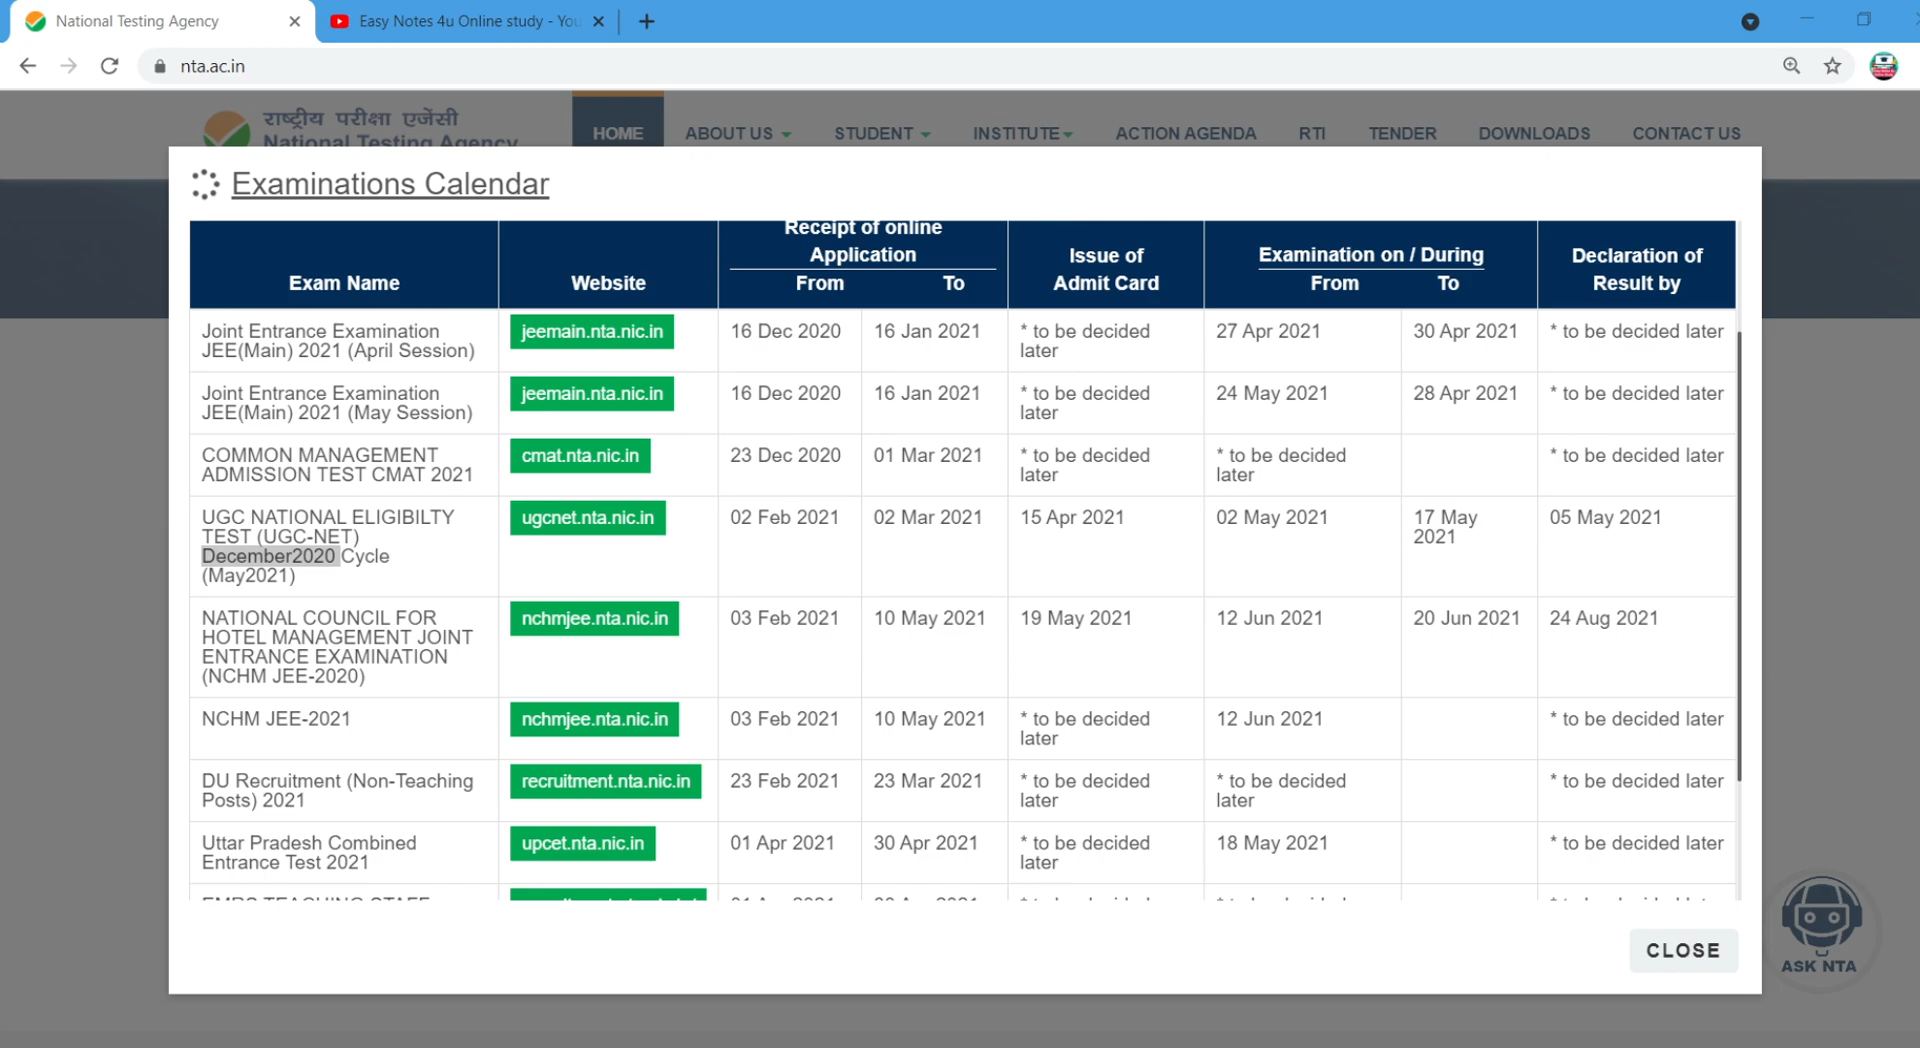 National Testing Agency
Easy Notes 4u Online study - You
nta.ac.in
राष्ट्रीय परीक्षा एजेंसी
National Testing Agency
HOME ABOUT US STUDENT INSTITUTE ACTION AGENDA RTI TENDER DOWNLOADS CONTACT US
Examinations Calendar
Receipt of online
Application
Issue of
Admit Card
Examination on / During
Declaration of
Result by
Exam Name Website From To From To
Joint Entrance Examination
JEE(Main) 2021 (April Session)
jeemain.nta.nic.in
16 Dec 2020
16 Jan 2021
* to be decided
later
27 Apr 2021
30 Apr 2021
* to be decided later
Joint Entrance Examination
JEE(Main) 2021 (May Session)
jeemain.nta.nic.in
16 Dec 2020
16 Jan 2021
* to be decided
later
24 May 2021
28 Apr 2021
* to be decided later
COMMON MANAGEMENT
ADMISSION TEST CMAT 2021
cmat.nta.nic.in
23 Dec 2020
01 Mar 2021
* to be decided
later
* to be decided
later
* to be decided later
UGC NATIONAL ELIGIBILTY
TEST (UGC-NET)
December2020 Cycle
(May2021)
ugcnet.nta.nic.in
02 Feb 2021
02 Mar 2021
15 Apr 2021
02 May 2021
17 May
2021
05 May 2021
NATIONAL COUNCIL FOR
HOTEL MANAGEMENT JOINT
ENTRANCE EXAMINATION
(NCHM JEE-2020)
nchmjee.nta.nic.in
03 Feb 2021
10 May 2021
19 May 2021
12 Jun 2021
20 Jun 2021
24 Aug 2021
NCHM JEE-2021
nchmjee.nta.nic.in
03 Feb 2021
10 May 2021
* to be decided
later
12 Jun 2021
* to be decided later
DU Recruitment (Non-Teaching
Posts) 2021
recruitment.nta.nic.in
23 Feb 2021
23 Mar 2021
* to be decided
later
* to be decided
later
* to be decided later
Uttar Pradesh Combined
Entrance Test 2021
upcet.nta.nic.in
01 Apr 2021
30 Apr 2021
* to be decided
later
18 May 2021
* to be decided later
CLOSE
ASK NTA